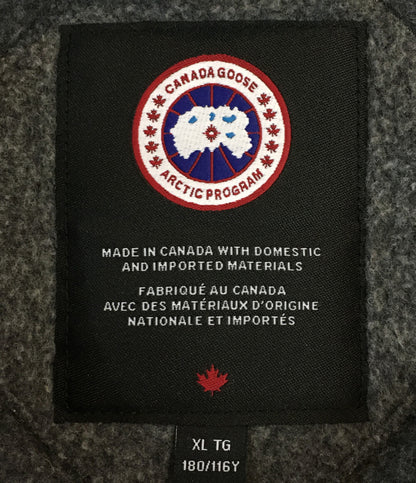 CANADA GOOSE
ARCTIC PROGRAM
MADE IN CANADA WITH DOMESTIC
AND IMPORTED MATERIALS
FABRIQUÉ AU CANADA
AVEC DES MATÉRIAUX D'ORIGINE
NATIONALE ET IMPORTÉS
XL TG
180/116Y